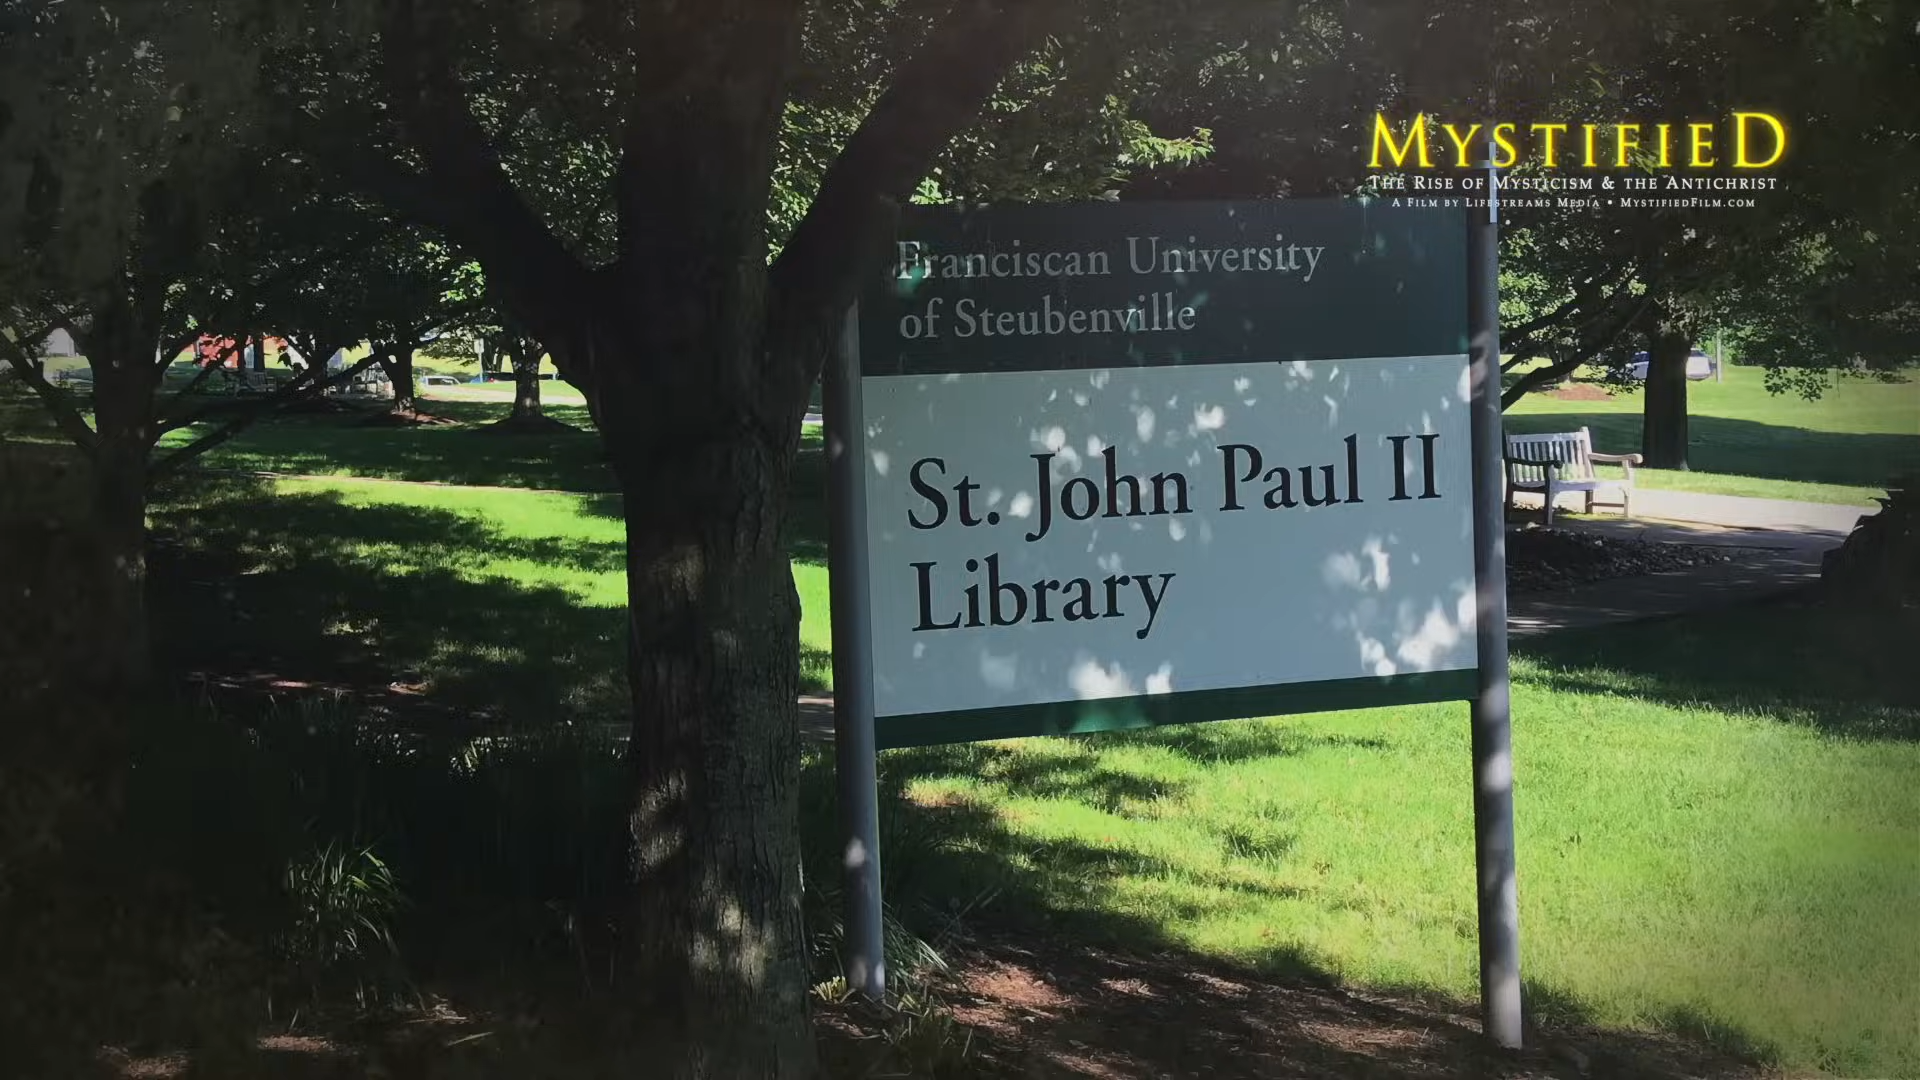 MYSTIFIED
THE RISE OF MYSTICISM & THE ANTICHRIST
A FILM BY LIFESTREAMS MEDIA • MYSTIFIEDFILM.COM
Franciscan University
of Steubenville
St. John Paul II
Library